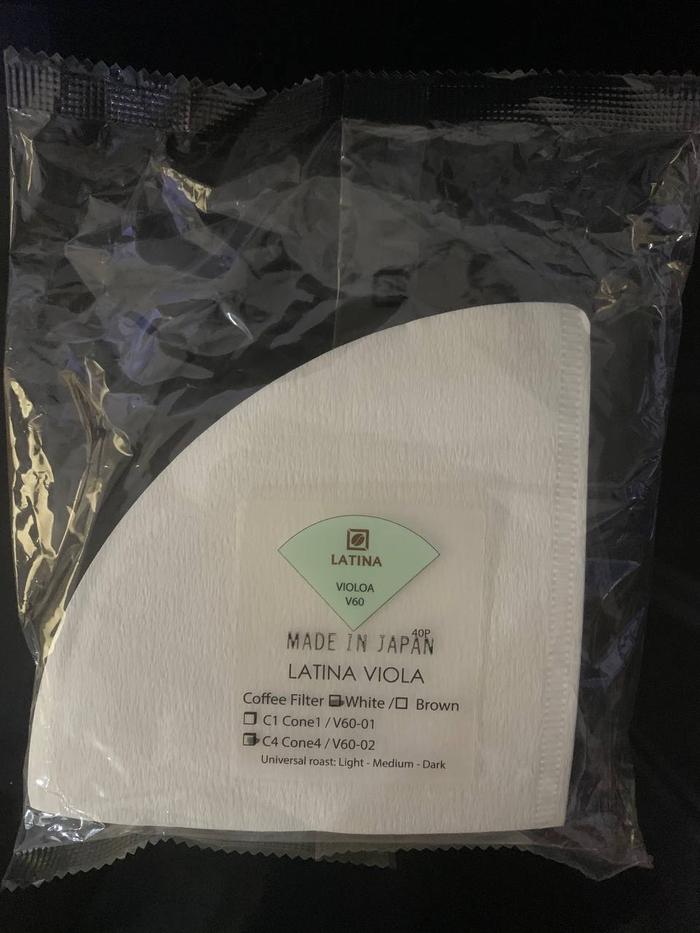 LATINA
VIOLOA
V60
40P
MADE IN JAPAN
LATINA VIOLA
Coffee Filter ☑White /☐ Brown
☐ C1 Cone1 / V60-01
☑ C4 Cone4 / V60-02
Universal roast: Light - Medium - Dark